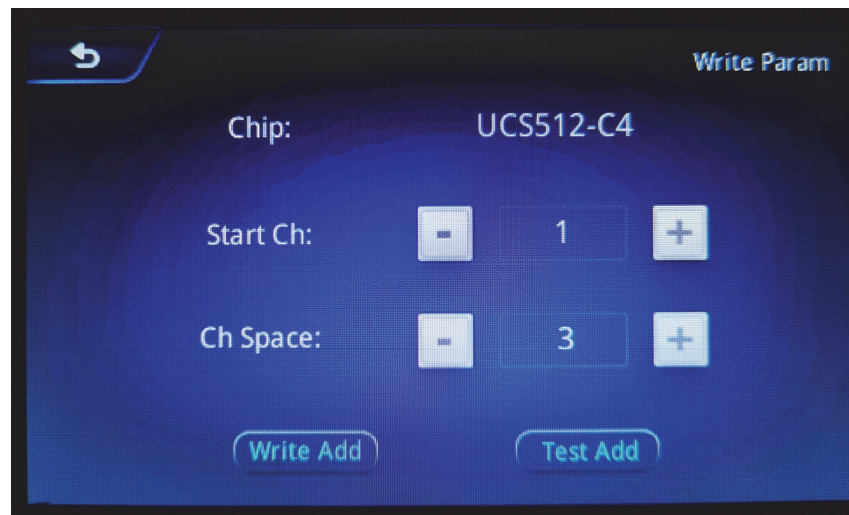 Write Param
Chip: UCS512-C4
Start Ch: - 1 +
Ch Space: - 3 +
Write Add Test Add